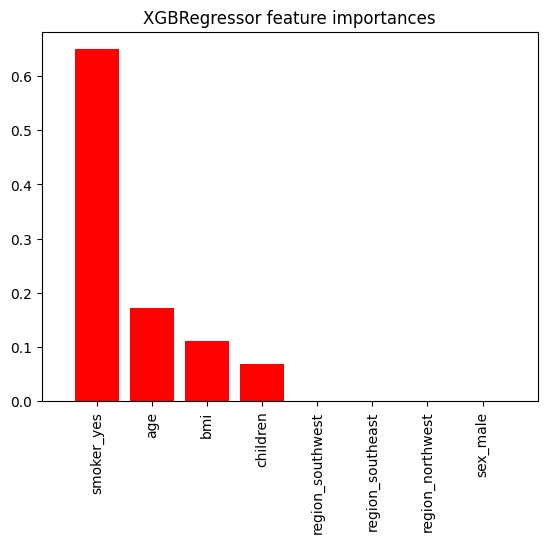 XGBRegressor feature importances
0.6
0.5
0.4
0.3
0.2
0.1
0.0
smoker_yes
age
bmi
children
region_southwest
region_southeast
region_northwest
sex_male